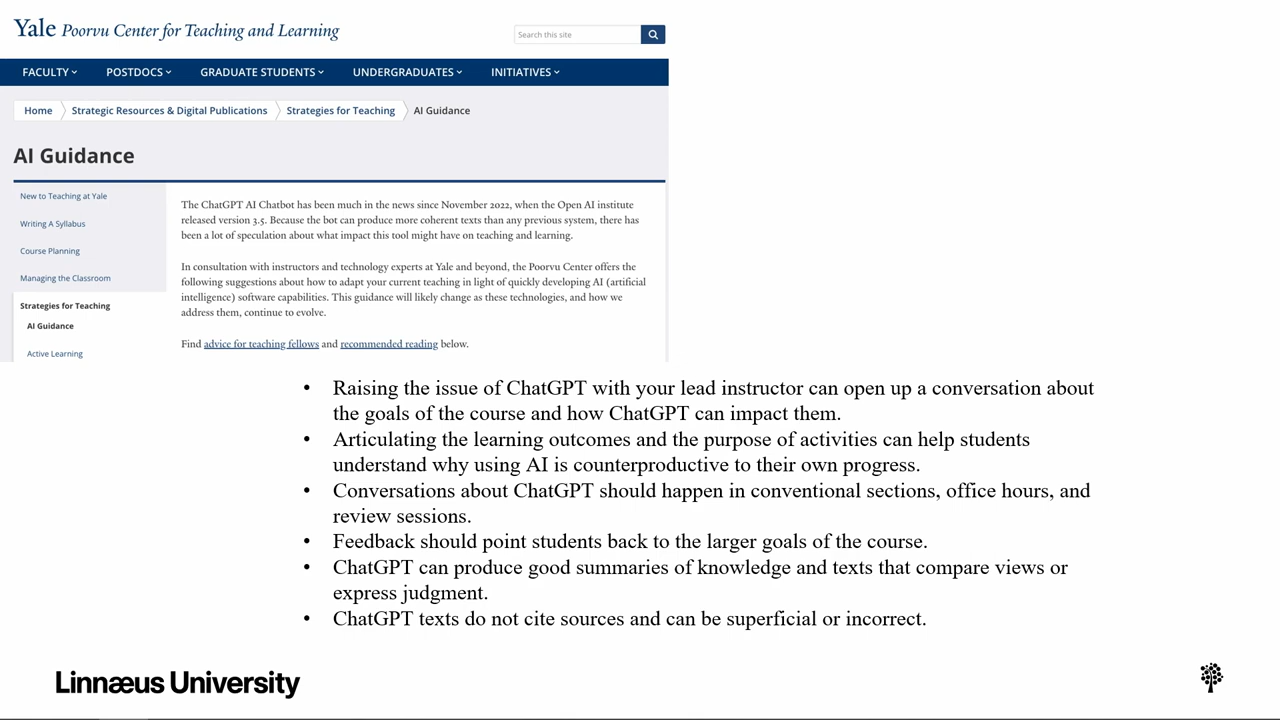 Yale Poorvu Center for Teaching and Learning
Search this site
FACULTY POSTDOCS GRADUATE STUDENTS UNDERGRADUATES INITIATIVES
Home Strategic Resources & Digital Publications Strategies for Teaching AI Guidance
AI Guidance
New to Teaching at Yale
Writing A Syllabus
Course Planning
Managing the Classroom
Strategies for Teaching
AI Guidance
Active Learning
The ChatGPT AI Chatbot has been much in the news since November 2022, when the Open AI institute
released version 3.5. Because the bot can produce more coherent texts than any previous system, there has
been a lot of speculation about what impact this tool might have on teaching and learning.
In consultation with instructors and technology experts at Yale and beyond, the Poorvu Center offers the
following suggestions about how to adapt your current teaching in light of quickly developing AI (artificial
intelligence) software capabilities. This guidance will likely change as these technologies, and how we
address them, continue to evolve.
Find advice for teaching fellows and recommended reading below.
• Raising the issue of ChatGPT with your lead instructor can open up a conversation about
the goals of the course and how ChatGPT can impact them.
• Articulating the learning outcomes and the purpose of activities can help students
understand why using AI is counterproductive to their own progress.
• Conversations about ChatGPT should happen in conventional sections, office hours, and
review sessions.
• Feedback should point students back to the larger goals of the course.
• ChatGPT can produce good summaries of knowledge and texts that compare views or
express judgment.
• ChatGPT texts do not cite sources and can be superficial or incorrect.
Linnæus University